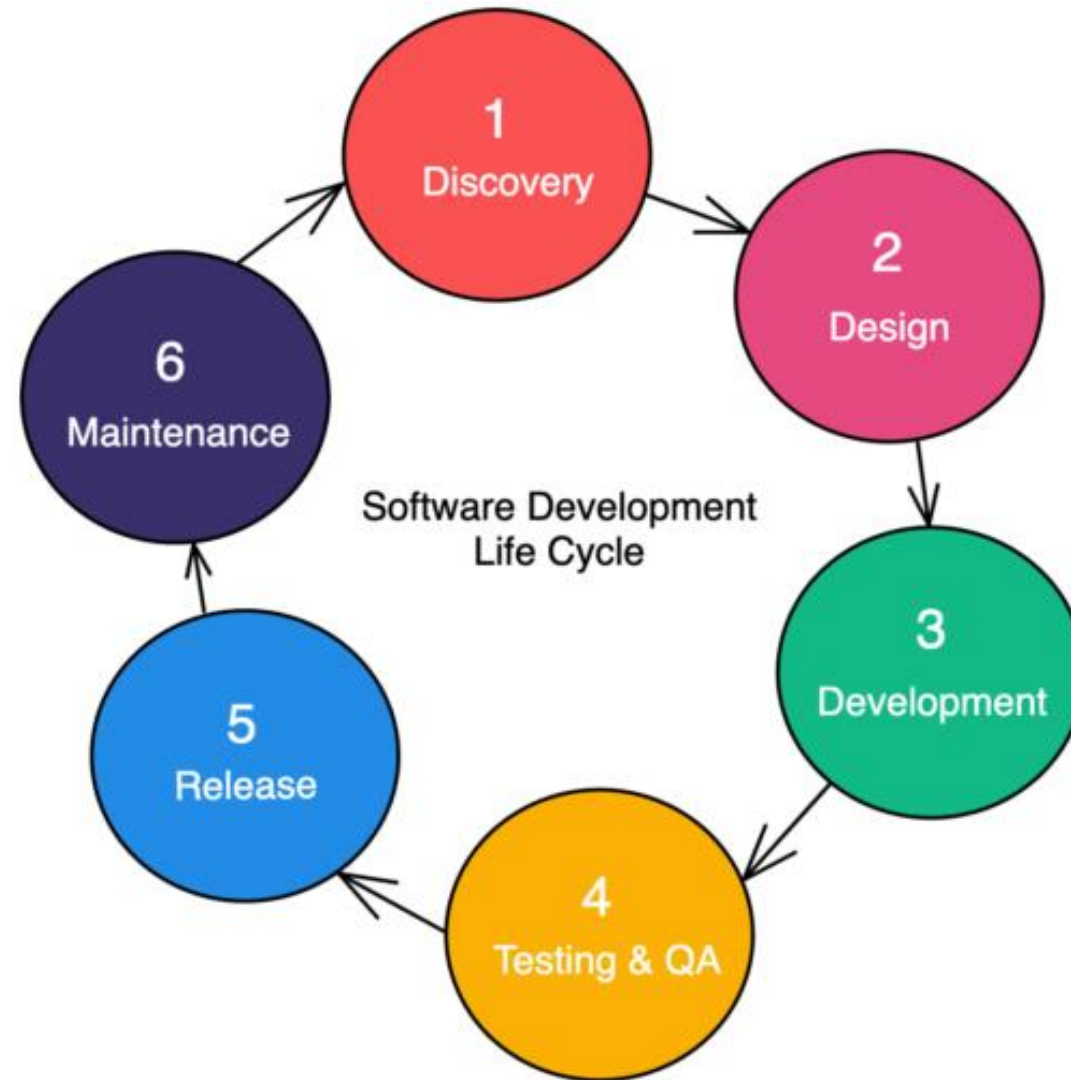 1
Discovery
2
Design
3
Development
4
Testing & QA
5
Release
6
Maintenance
Software Development
Life Cycle